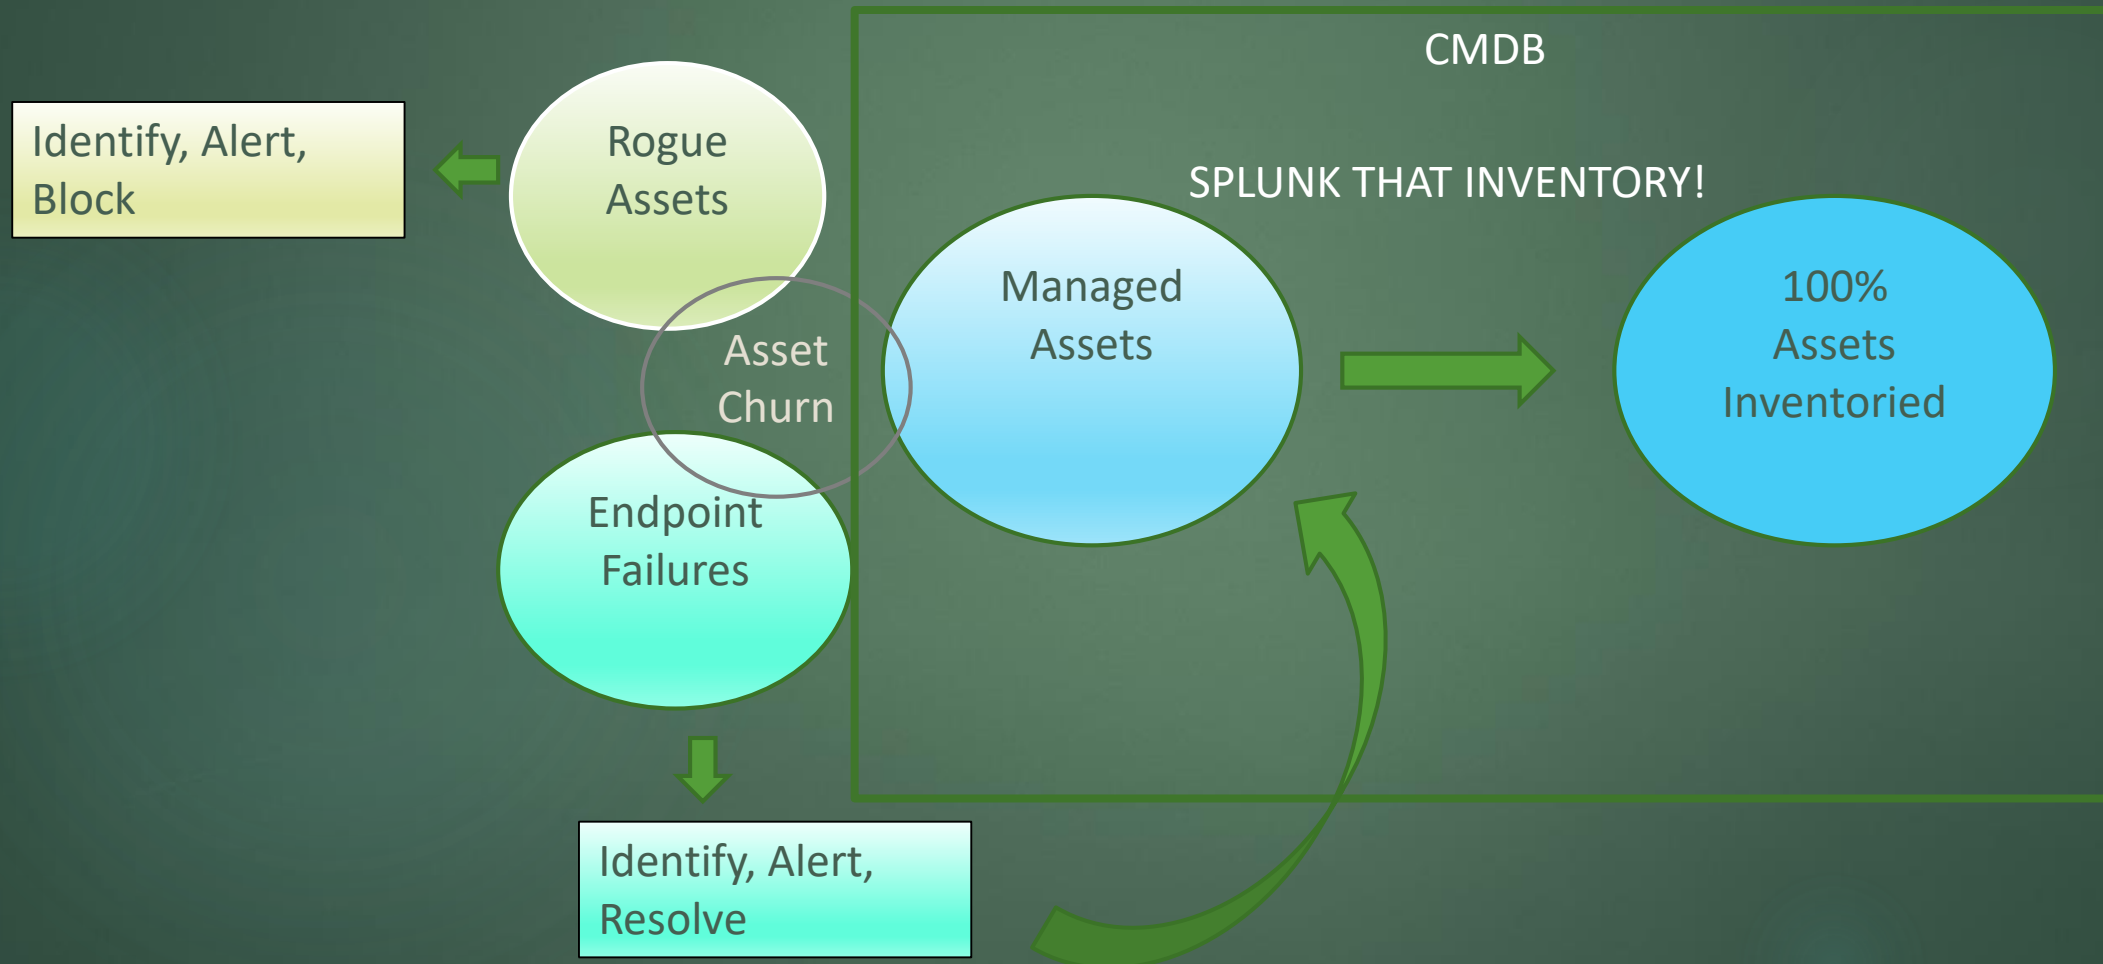 CMDB
Identify, Alert,
Block
Rogue
Assets
SPLUNK THAT INVENTORY!
Managed
Assets
100%
Assets
Inventoried
Asset
Churn
Endpoint
Failures
Identify, Alert,
Resolve